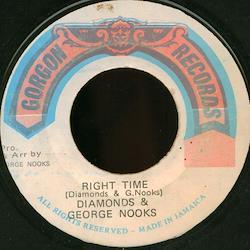 GORGON RECORDS
Pro.
Arr by
GEORGE NOOKS
RIGHT TIME
(Diamonds & G.Nooks)
DIAMONDS &
GEORGE NOOKS
ALL RIGHTS RESERVED - MADE IN JAMAICA